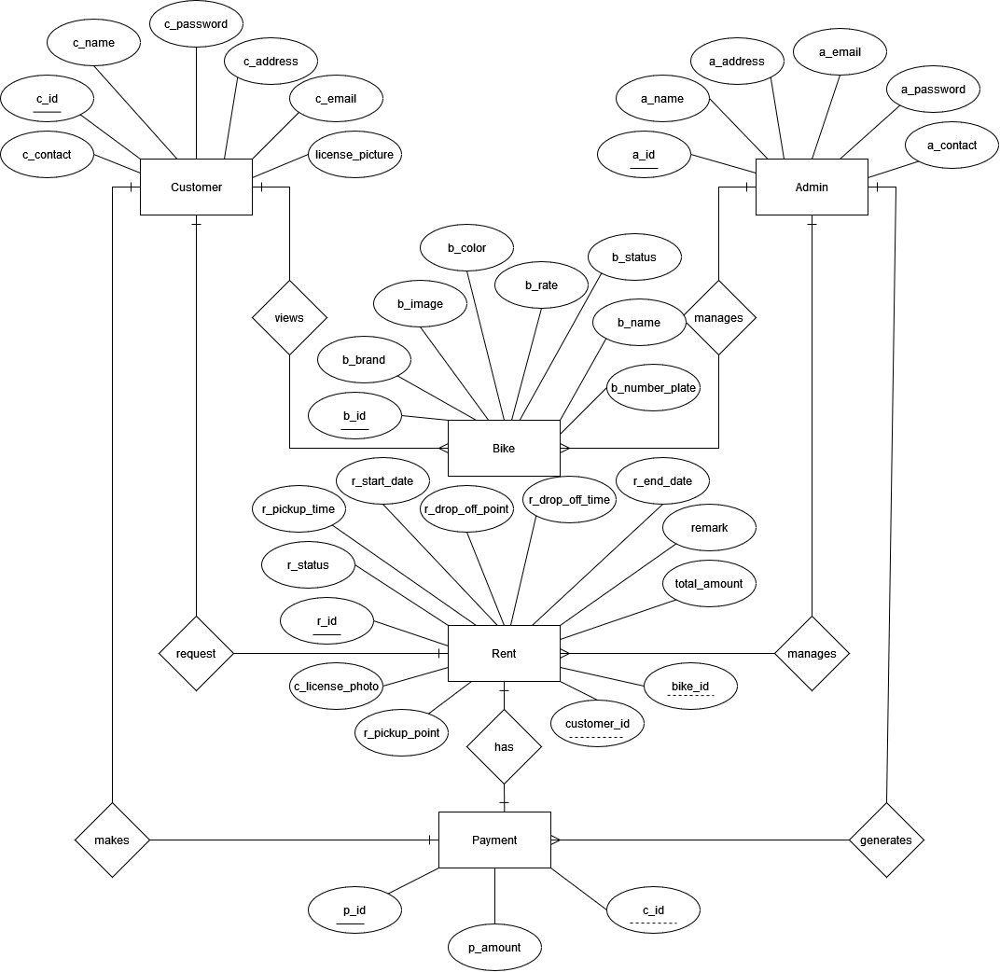 c_password
c_name
c_address
c_id
c_email
c_contact
license_picture
Customer
a_email
a_address
a_name
a_password
a_id
a_contact
Admin
b_color
b_status
b_image
b_rate
b_name
views
manages
b_brand
b_number_plate
b_id
Bike
r_start_date
r_end_date
r_pickup_time
r_drop_off_point
r_drop_off_time
remark
r_status
total_amount
r_id
request
Rent
manages
c_license_photo
bike_id
r_pickup_point
customer_id
has
makes
Payment
generates
p_id
c_id
p_amount